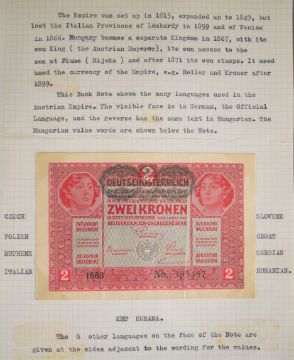 The Empire was set up in 1815, expanded up to 1849, but
lost the Italian Provinces of Lombardy in 1859 and of Venice
in 1866. Hungary became a separate Kingdom in 1867, with its
own King ( the Austrian Emperor), its own access to the
sea at Fiume ( Rijeka ) and after 1871 its own stamps. It used
used the currency of the Empire, e.g. Heller and Kroner after
1899.
This Bank Note shows the many languages used in the
Austrian Empire. The visible face is in German, the Official
Language, and the reverse has the same text in Hungarian. The
Hungarian value words are shown below the Note.
2
DEUTSCHÖSTERREICH
ZWEI KRONEN
CZECH
POLISH
RUTHENE
ITALIAN
SLOVENE
CROAT
SERBIAN
RUMANIAN.
2
1683
2
KET KORANA.
The 8 other languages on the face of the Note are
given at the sides adjacent to the wording for the values.